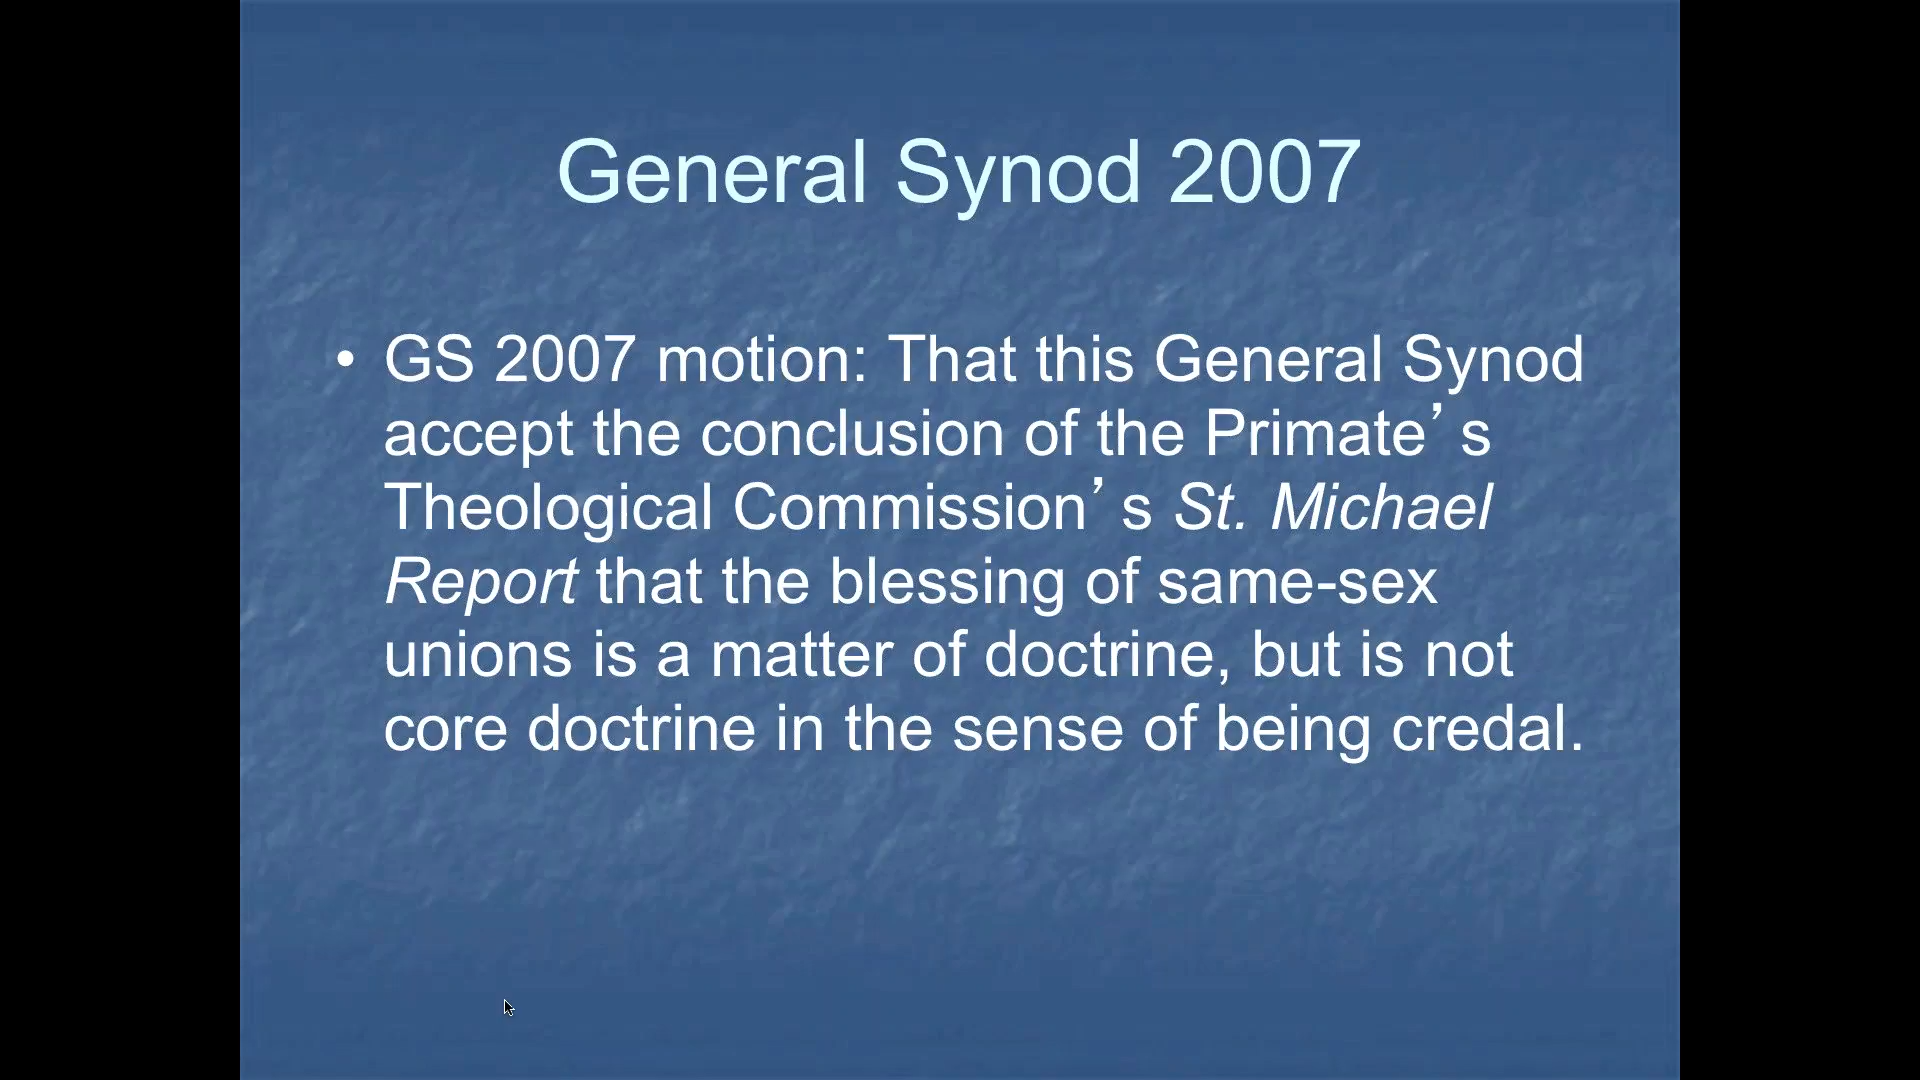 General Synod 2007
• GS 2007 motion: That this General Synod
accept the conclusion of the Primate’s
Theological Commission’s St. Michael
Report that the blessing of same-sex
unions is a matter of doctrine, but is not
core doctrine in the sense of being credal.